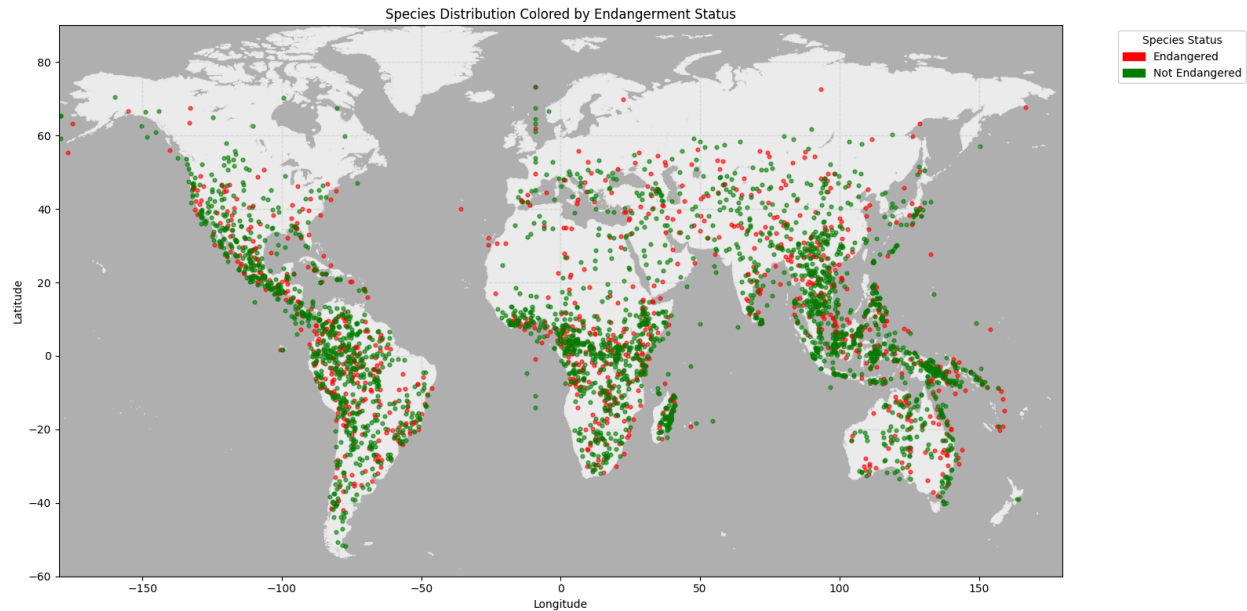 Species Distribution Colored by Endangerment Status
Species Status
Endangered
Not Endangered
Latitude
80
60
40
20
0
−20
−40
−60
−150
−100
−50
0
50
100
150
Longitude